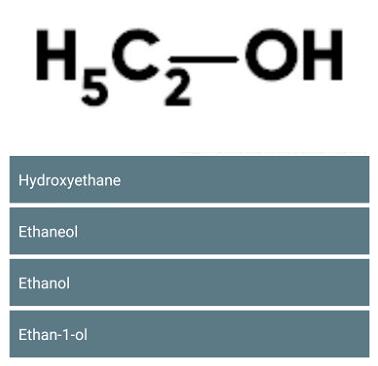 H₅C₂—OH
Hydroxyethane
Ethaneol
Ethanol
Ethan-1-ol